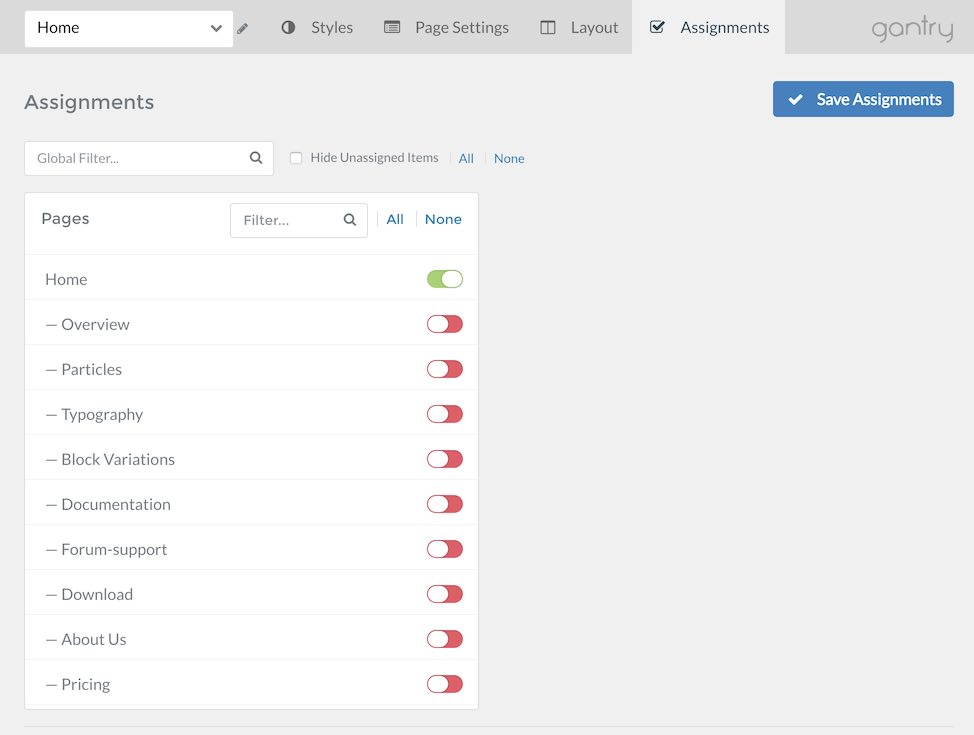 Home Styles Page Settings Layout Assignments gantry
Assignments Save Assignments
Global Filter... Hide Unassigned Items All None
Pages Filter... All None
Home
— Overview
— Particles
— Typography
— Block Variations
— Documentation
— Forum-support
— Download
— About Us
— Pricing